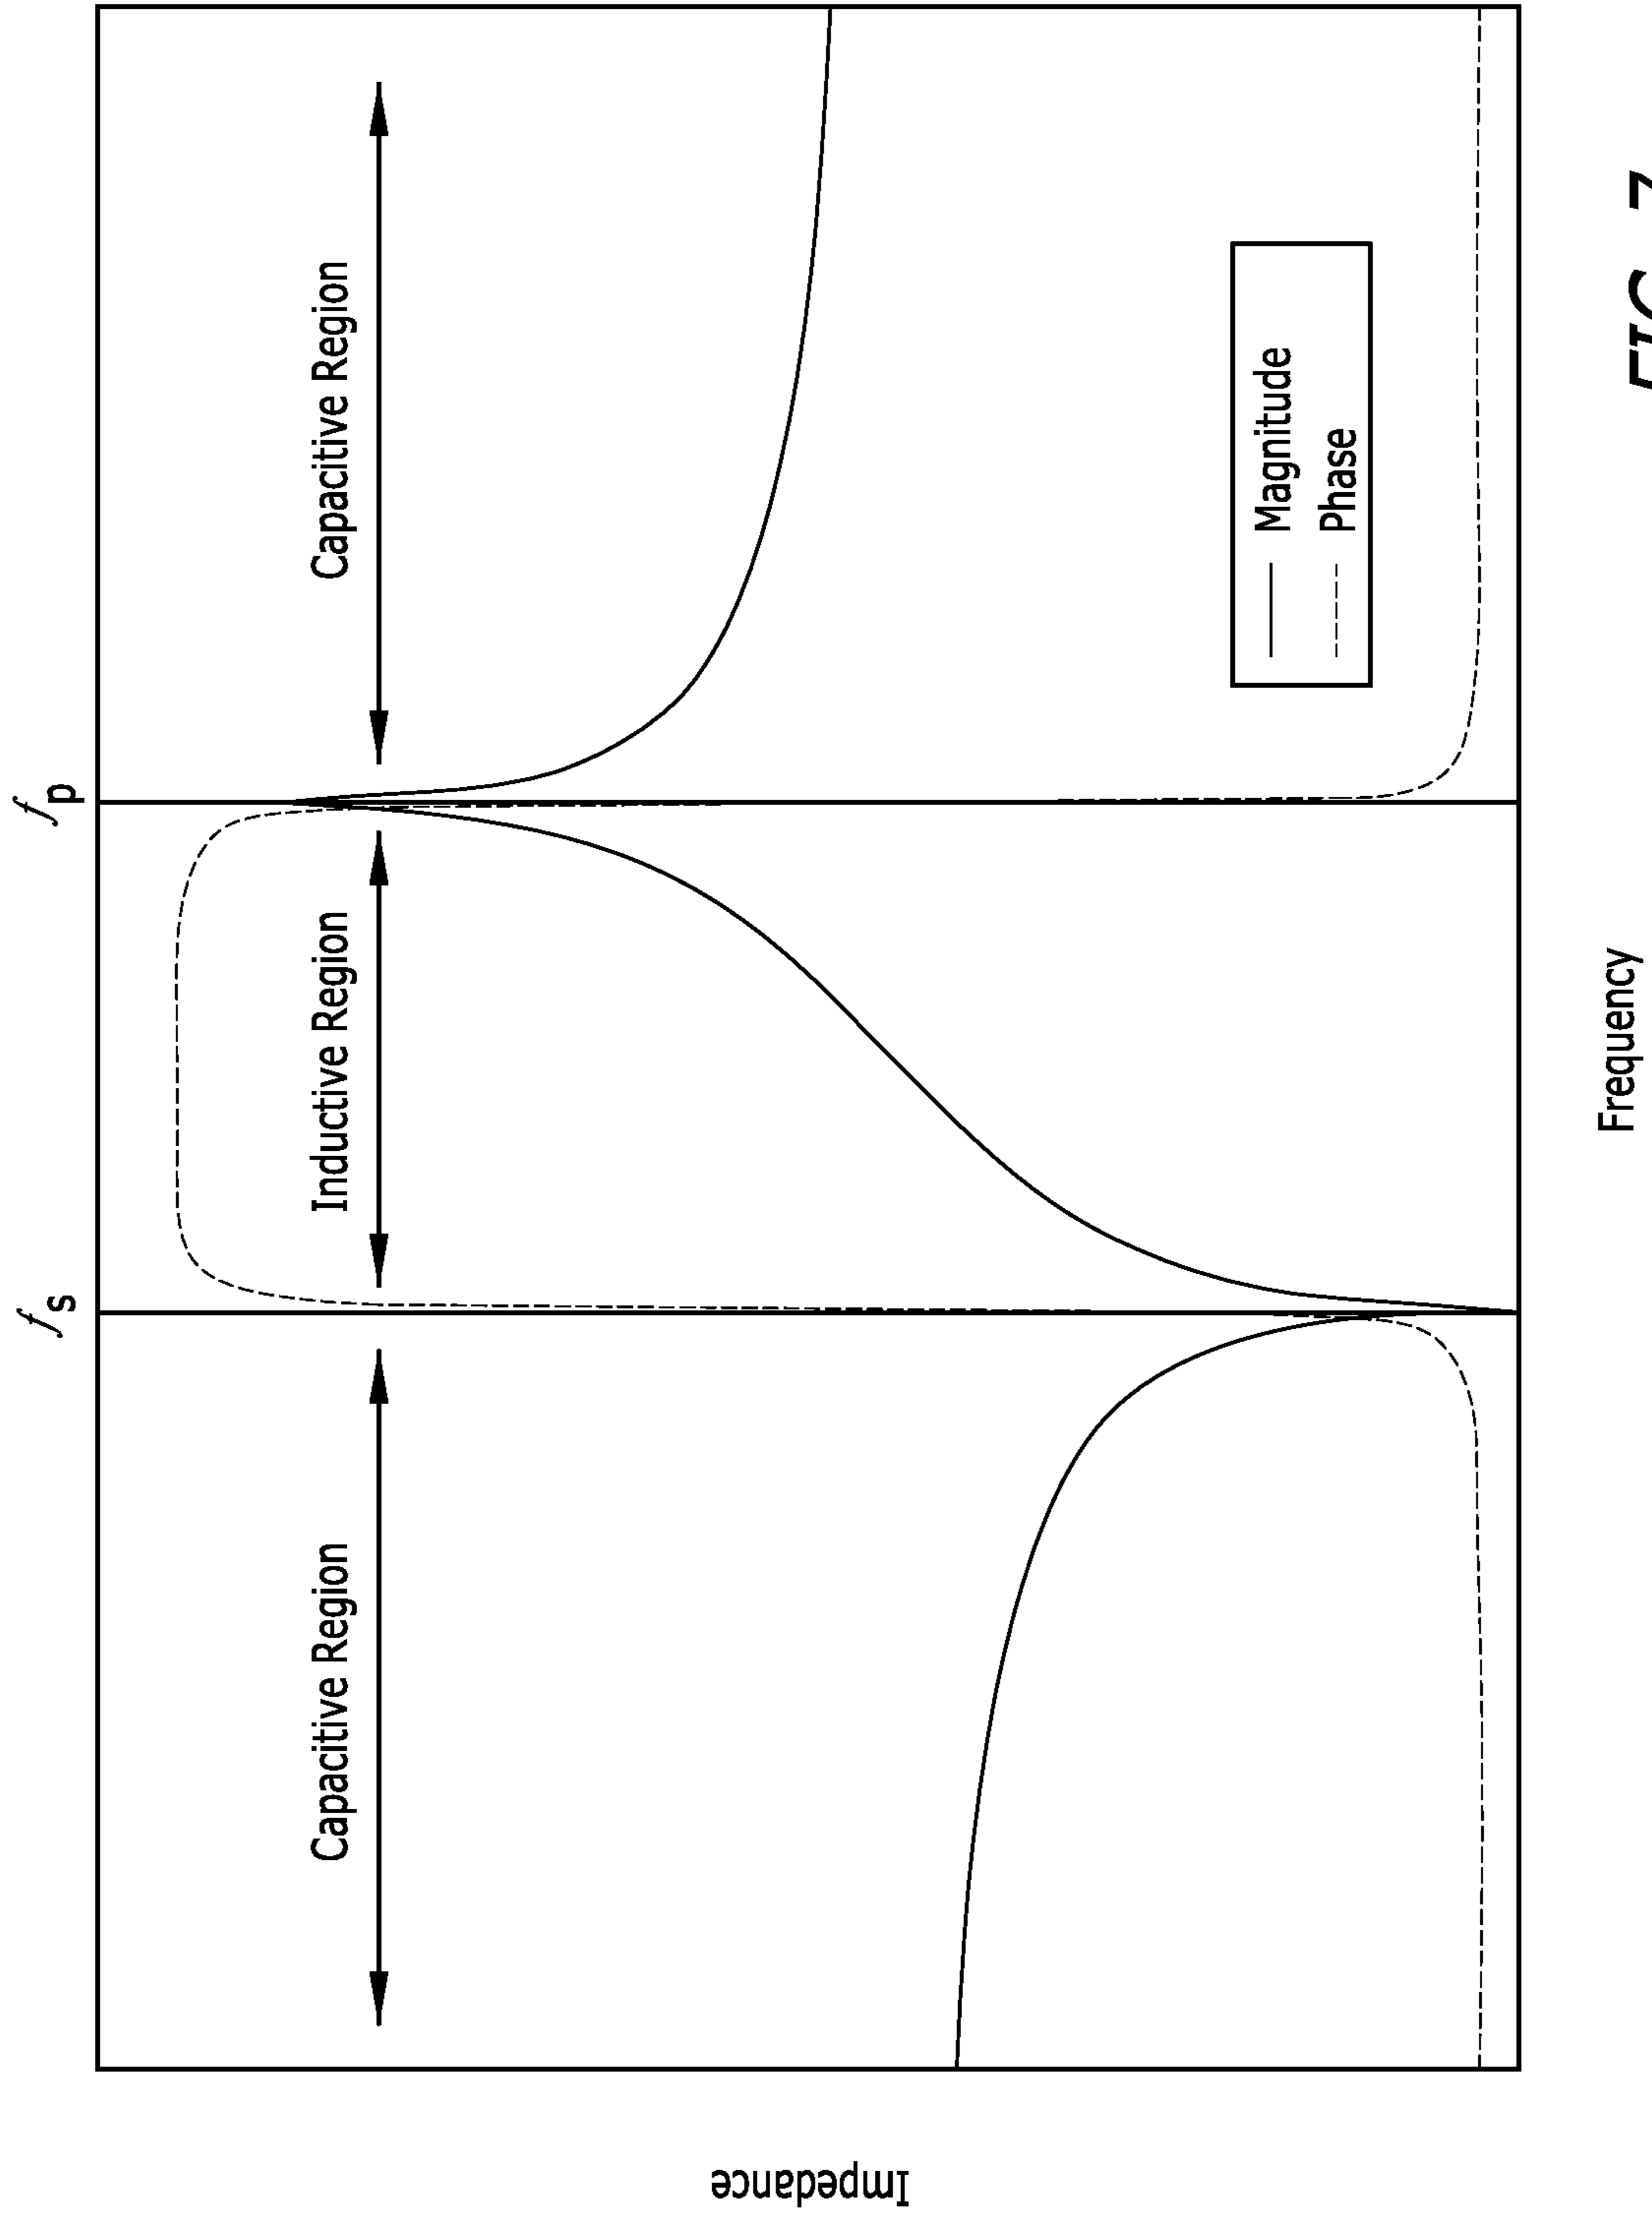 f s
f p
Capacitive Region
Inductive Region
Capacitive Region
Magnitude
Phase
Impedance
Frequency